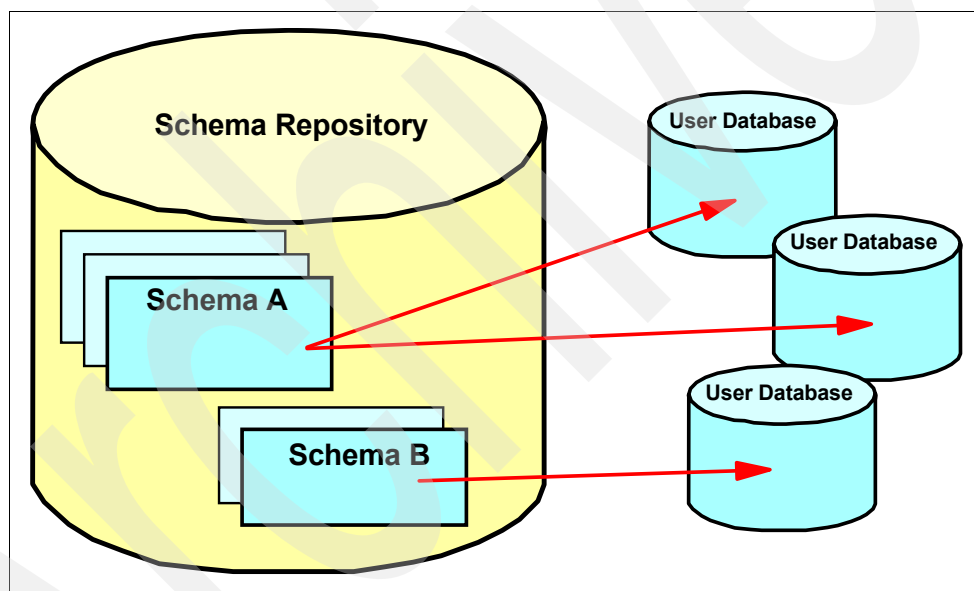 Schema Repository
User Database
User Database
Schema A
User Database
Schema B